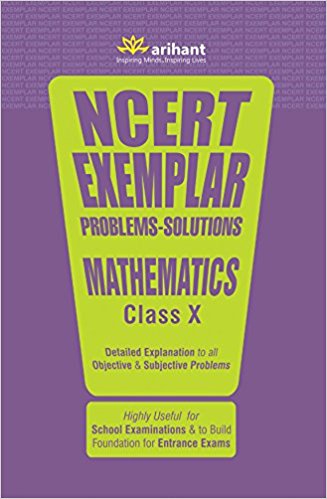 arihant
Inspiring Minds, Inspiring Lives
NCERT
EXEMPLAR
PROBLEMS-SOLUTIONS
MATHEMATICS
Class X
Detailed Explanation to all
Objective & Subjective Problems
Highly Useful for
School Examinations & to Build
Foundation for Entrance Exams